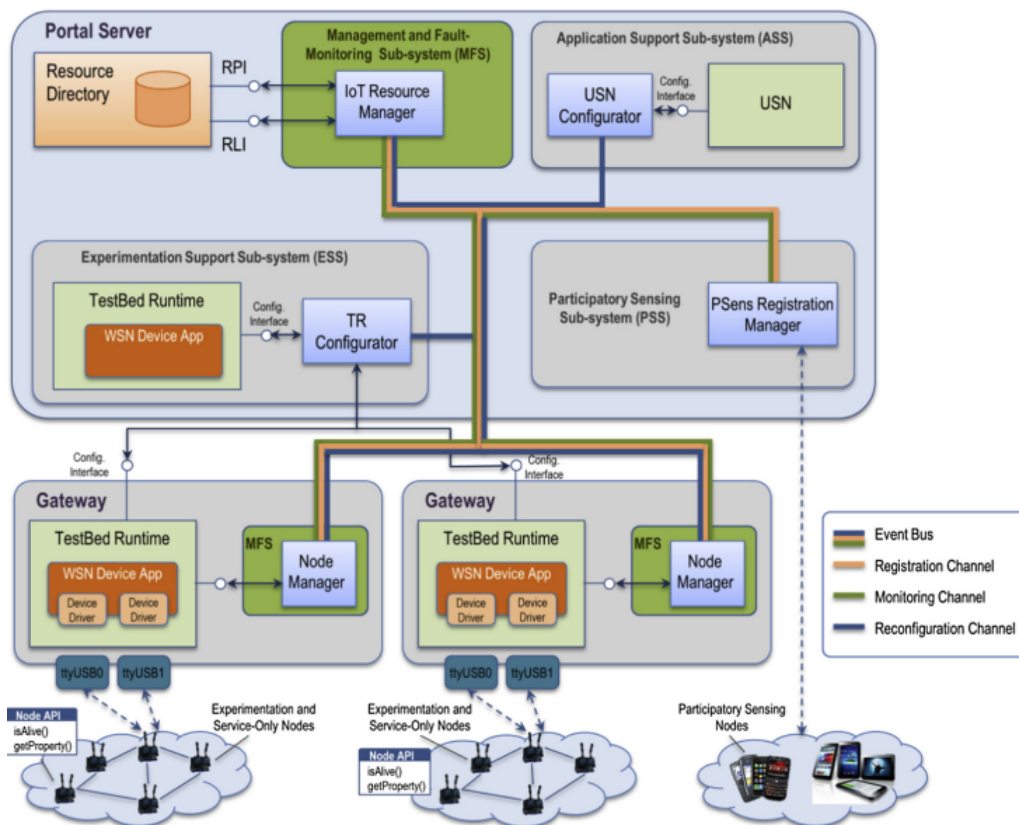 Portal Server
Resource
Directory
RPI
RLI
Management and Fault-
Monitoring Sub-system (MFS)
IoT Resource
Manager
Application Support Sub-system (ASS)
USN
Configurator
Config.
Interface
USN
Experimentation Support Sub-system (ESS)
TestBed Runtime
WSN Device App
Config.
Interface
TR
Configurator
Participatory Sensing
Sub-system (PSS)
PSens Registration
Manager
Config.
Interface
Gateway
TestBed Runtime
WSN Device App
Device
Driver
Device
Driver
MFS
Node
Manager
ttyUSB0
ttyUSB1
Config.
Interface
Gateway
TestBed Runtime
WSN Device App
Device
Driver
Device
Driver
MFS
Node
Manager
ttyUSB0
ttyUSB1
Event Bus
Registration Channel
Monitoring Channel
Reconfiguration Channel
Node API
isAlive()
getProperty()
Experimentation and
Service-Only Nodes
Experimentation and
Service-Only Nodes
Node API
isAlive()
getProperty()
Participatory Sensing
Nodes